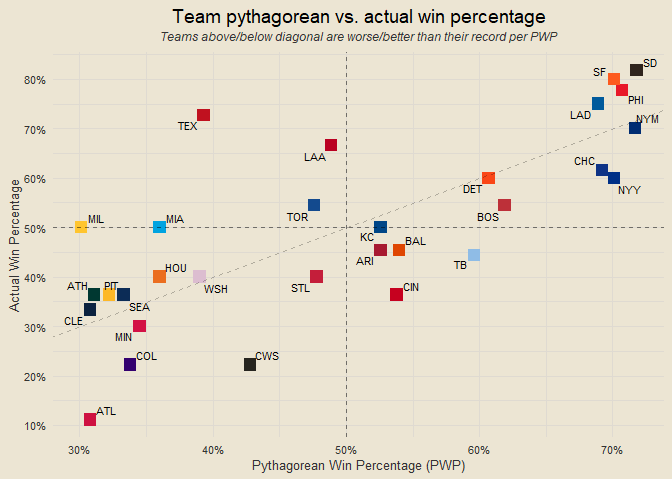 Team pythagorean vs. actual win percentage
Teams above/below diagonal are worse/better than their record per PWP
Actual Win Percentage
80%
70%
60%
50%
40%
30%
20%
10%
SD
SF
PHI
LAD
NYM
TEX
LAA
CHC
NYY
DET
BOS
TOR
MIL
MIA
KC
BAL
ARI
TB
HOU
WSH
STL
CIN
ATH
PIT
SEA
CLE
MIN
COL
CWS
ATL
30%
40%
50%
60%
70%
Pythagorean Win Percentage (PWP)